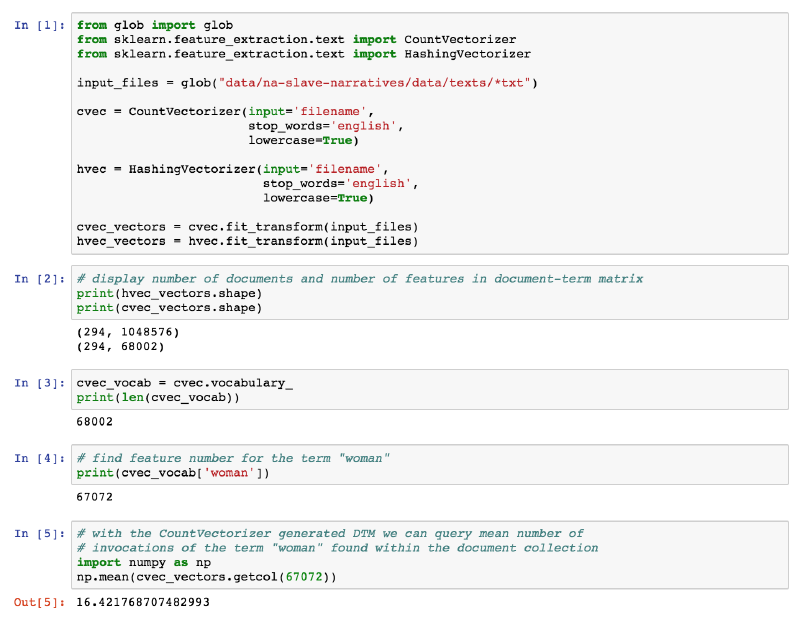 In [1]: from glob import glob
from sklearn.feature_extraction.text import CountVectorizer
from sklearn.feature_extraction.text import HashingVectorizer
input_files = glob("data/na-slave-narratives/data/texts/*txt")
cvec = CountVectorizer(input='filename',
stop_words='english',
lowercase=True)
hvec = HashingVectorizer(input='filename',
stop_words='english',
lowercase=True)
cvec_vectors = cvec.fit_transform(input_files)
hvec_vectors = hvec.fit_transform(input_files)
In [2]: # display number of documents and number of features in document-term matrix
print(hvec_vectors.shape)
print(cvec_vectors.shape)
(294, 1048576)
(294, 68002)
In [3]: cvec_vocab = cvec.vocabulary_
print(len(cvec_vocab))
68002
In [4]: # find feature number for the term "woman"
print(cvec_vocab['woman'])
67072
In [5]: # with the CountVectorizer generated DTM we can query mean number of
# invocations of the term "woman" found within the document collection
import numpy as np
np.mean(cvec_vectors.getcol(67072))
Out[5]: 16.421768707482993